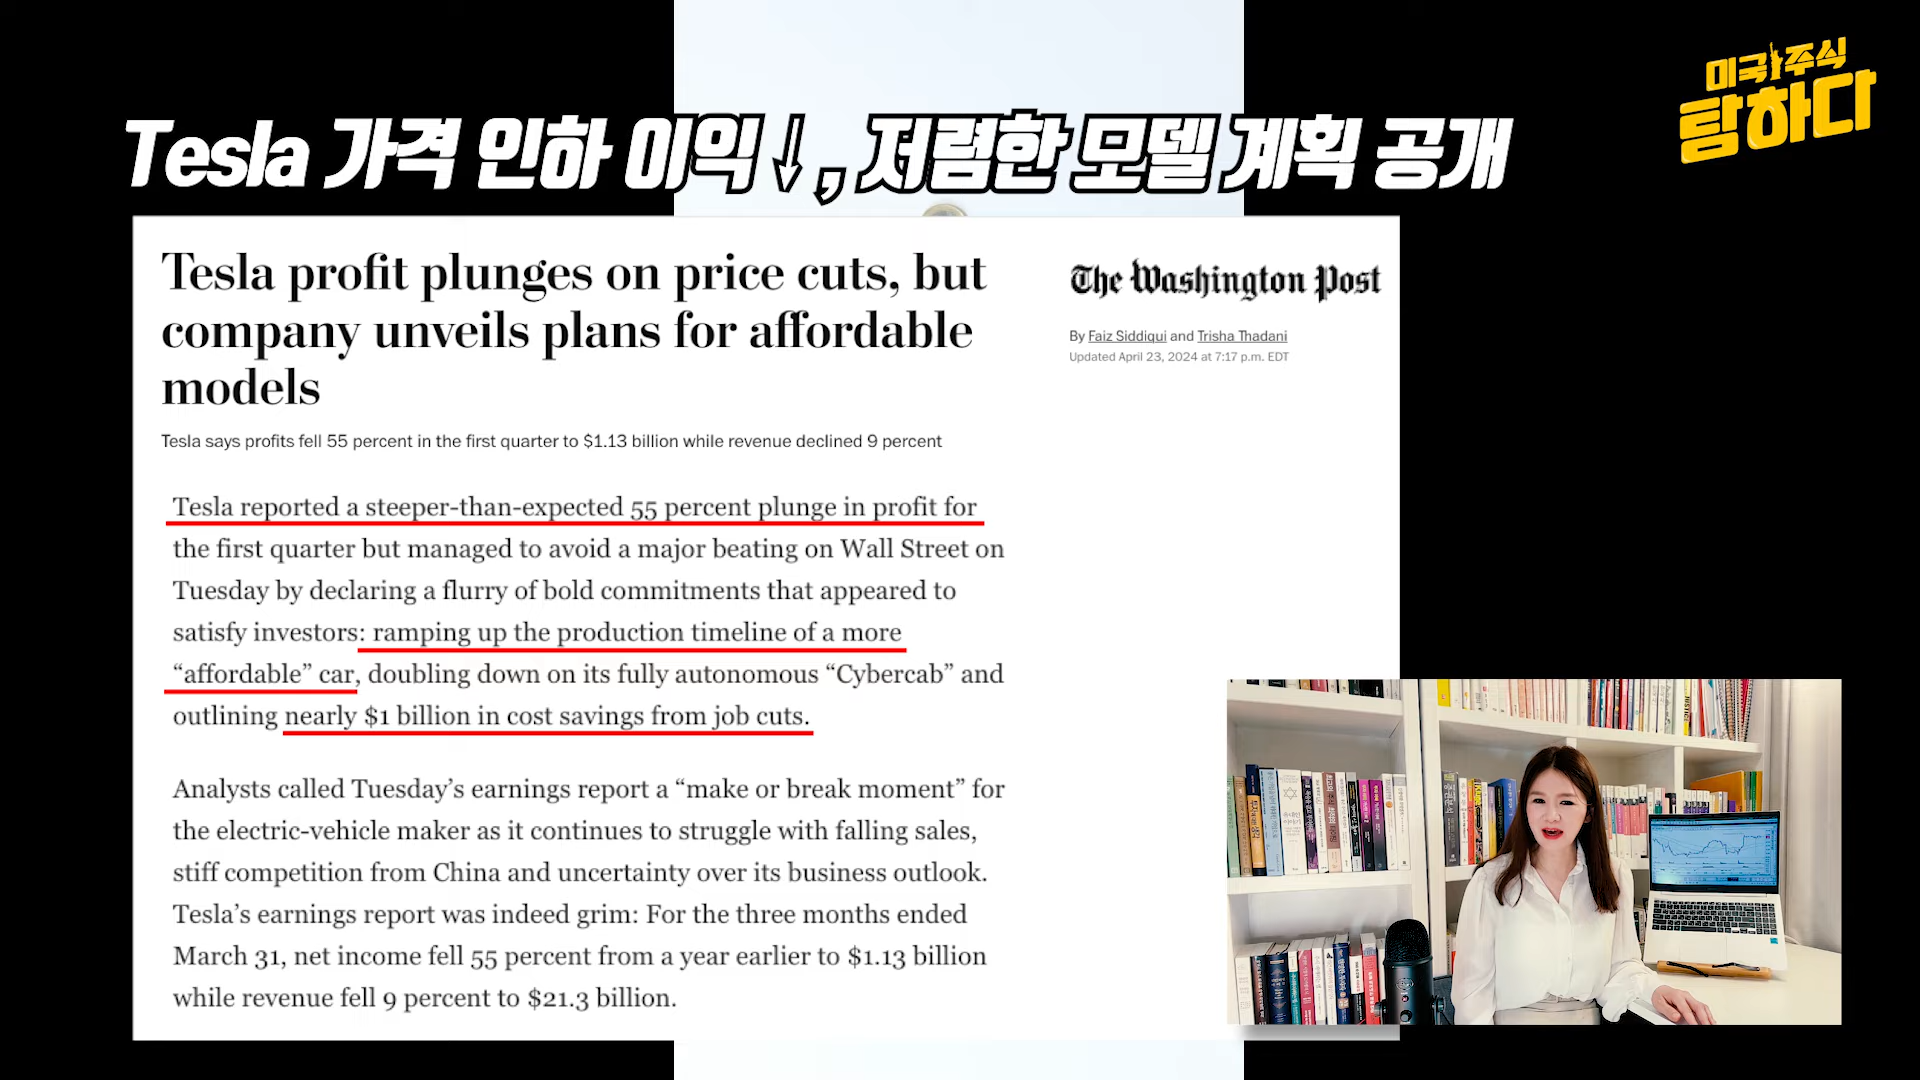 미국 주식
탐하다
Tesla 가격 인하 이익↓, 저렴한 모델 계획 공개
Tesla profit plunges on price cuts, but
company unveils plans for affordable
models
The Washington Post
By Faiz Siddiqui and Trisha Thadani
Updated April 23, 2024 at 7:17 p.m. EDT
Tesla says profits fell 55 percent in the first quarter to $1.13 billion while revenue declined 9 percent
Tesla reported a steeper-than-expected 55 percent plunge in profit for
the first quarter but managed to avoid a major beating on Wall Street on
Tuesday by declaring a flurry of bold commitments that appeared to
satisfy investors: ramping up the production timeline of a more
“affordable” car, doubling down on its fully autonomous “Cybercab” and
outlining nearly $1 billion in cost savings from job cuts.
Analysts called Tuesday’s earnings report a “make or break moment” for
the electric-vehicle maker as it continues to struggle with falling sales,
stiff competition from China and uncertainty over its business outlook.
Tesla’s earnings report was indeed grim: For the three months ended
March 31, net income fell 55 percent from a year earlier to $1.13 billion
while revenue fell 9 percent to $21.3 billion.